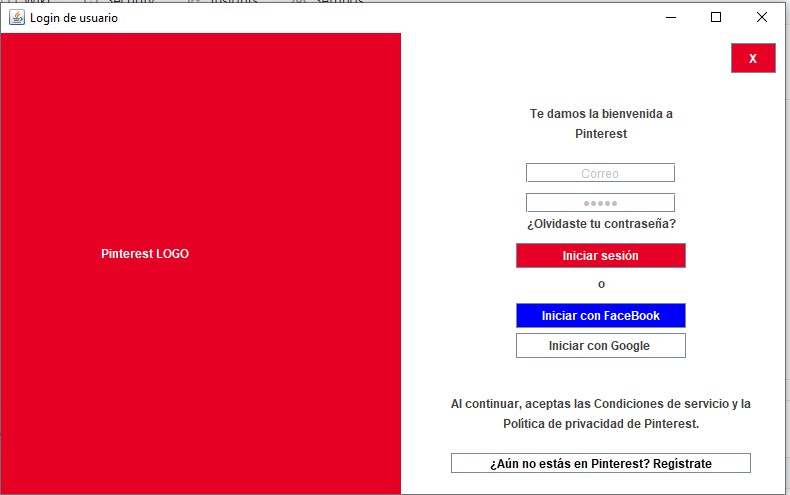 Login de usuario
X
Te damos la bienvenida a
Pinterest
Correo
¿Olvidaste tu contraseña?
Pinterest LOGO
Iniciar sesión
o
Iniciar con FaceBook
Iniciar con Google
Al continuar, aceptas las Condiciones de servicio y la
Política de privacidad de Pinterest.
¿Aún no estás en Pinterest? Regístrate